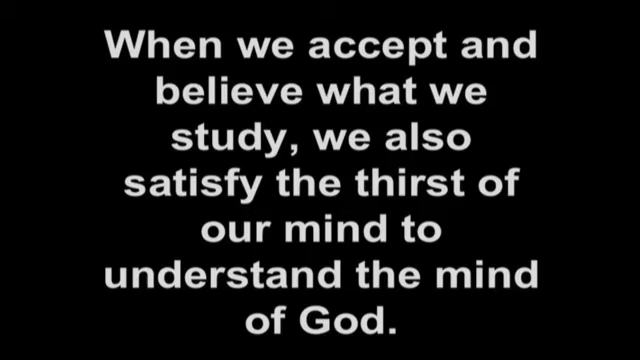 When we accept and
believe what we
study, we also
satisfy the thirst of
our mind to
understand the mind
of God.